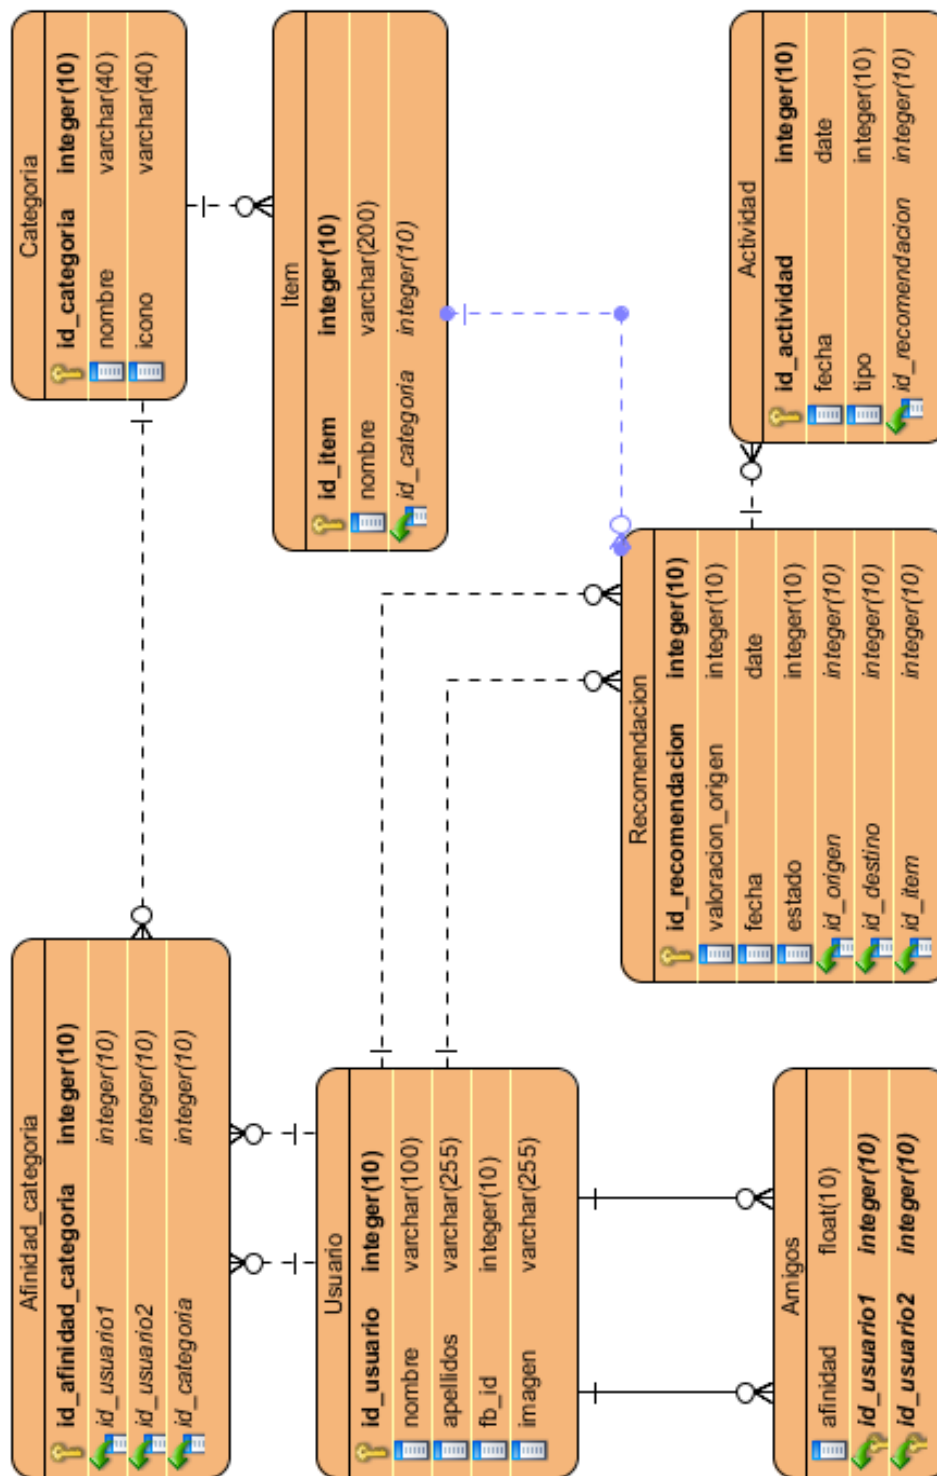 Afinidad_categoria
id_afinidad_categoria integer(10)
id_usuario1 integer(10)
id_usuario2 integer(10)
id_categoria integer(10)
Categoria
id_categoria integer(10)
nombre varchar(40)
icono varchar(40)
Item
id_item integer(10)
nombre varchar(200)
id_categoria integer(10)
Usuario
id_usuario integer(10)
nombre varchar(100)
apellidos varchar(255)
fb_id integer(10)
imagen varchar(255)
Recomendacion
id_recomendacion integer(10)
valoracion_origen integer(10)
fecha date
estado integer(10)
id_origen integer(10)
id_destino integer(10)
id_item integer(10)
Actividad
id_actividad integer(10)
fecha date
tipo integer(10)
id_recomendacion integer(10)
Amigos
afinidad float(10)
id_usuario1 integer(10)
id_usuario2 integer(10)